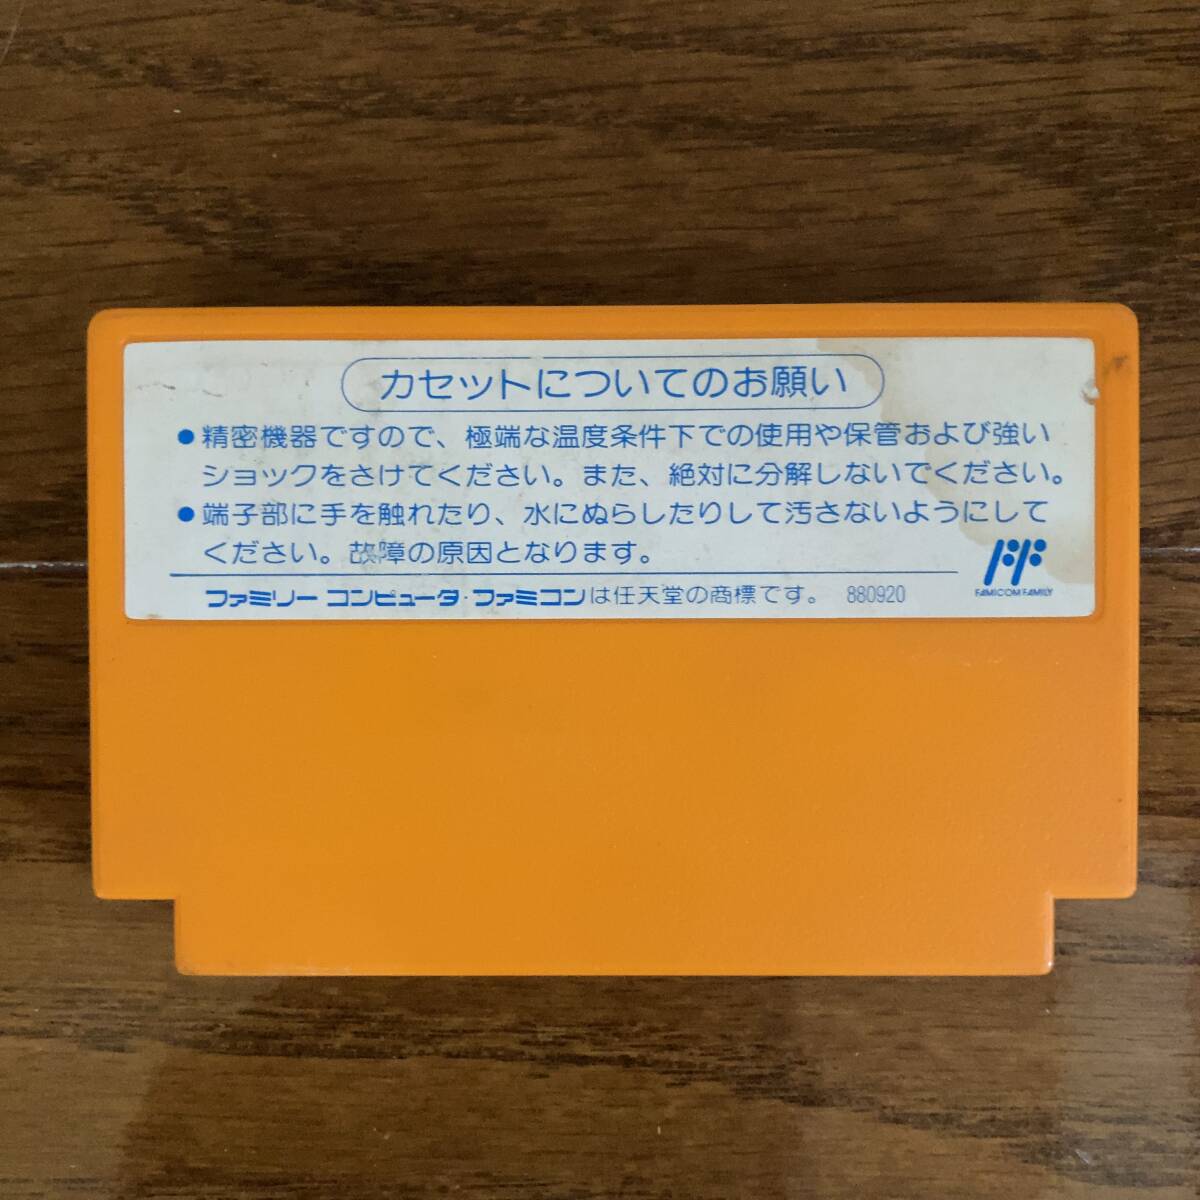 カセットについてのお願い
●精密機器ですので、極端な温度条件下での使用や保管および強い
ショックをさけてください。また、絶対に分解しないでください。
●端子部に手を触れたり、水にぬらしたりして汚さないようにして
ください。故障の原因となります。
ファミリー コンピュータ・ファミコンは任天堂の商標です。 880920
FAMICOM FAMILY